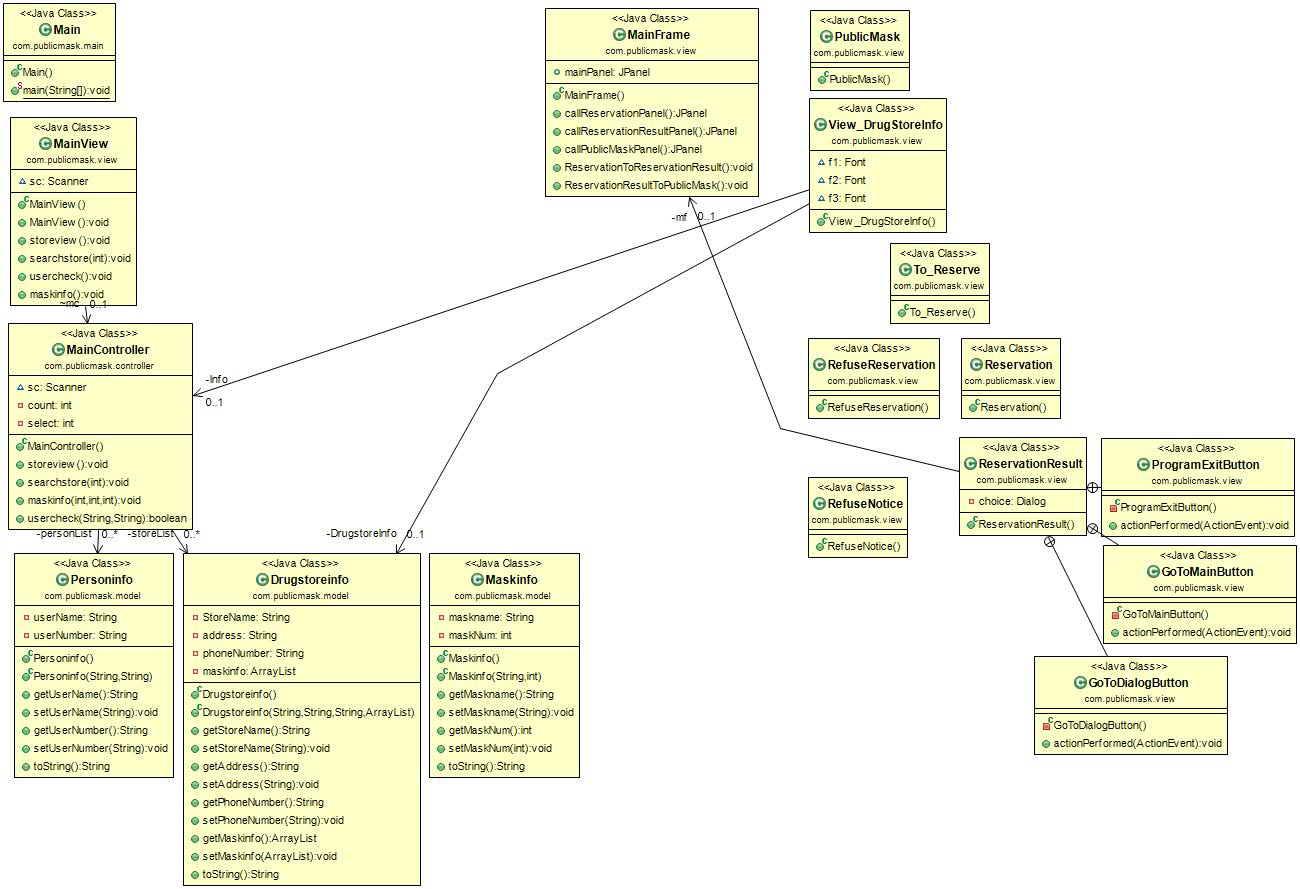 <<Java Class>>
Main
com.publicmask.main
Main()
main(String[]):void
<<Java Class>>
MainView
com.publicmask.view
sc: Scanner
MainView()
MainView():void
storeview():void
searchstore(int):void
usercheck():void
maskinfo():void
~mc 0..1
<<Java Class>>
MainController
com.publicmask.controller
sc: Scanner
count: int
select: int
MainController()
storeview():void
searchstore(int):void
maskinfo(int,int,int):void
usercheck(String,String):boolean
-personList 0..*
-storeList 0..*
<<Java Class>>
Personinfo
com.publicmask.model
userName: String
userNumber: String
Personinfo()
Personinfo(String,String)
getUserName():String
setUserName(String):void
getUserNumber():String
setUserNumber(String):void
toString():String
<<Java Class>>
Drugstoreinfo
com.publicmask.model
StoreName: String
address: String
phoneNumber: String
maskinfo: ArrayList
Drugstoreinfo()
Drugstoreinfo(String,String,String,ArrayList)
getStoreName():String
setStoreName(String):void
getAddress():String
setAddress(String):void
getPhoneNumber():String
setPhoneNumber(String):void
getMaskinfo():ArrayList
setMaskinfo(ArrayList):void
toString():String
<<Java Class>>
Maskinfo
com.publicmask.model
maskname: String
maskNum: int
Maskinfo()
Maskinfo(String,int)
getMaskname():String
setMaskname(String):void
getMaskNum():int
setMaskNum(int):void
toString():String
-Info
0..1
-DrugstoreInfo 0..1
<<Java Class>>
MainFrame
com.publicmask.view
mainPanel: JPanel
MainFrame()
callReservationPanel():JPanel
callReservationResultPanel():JPanel
callPublicMaskPanel():JPanel
ReservationToReservationResult():void
ReservationResultToPublicMask():void
-mf 0..1
<<Java Class>>
PublicMask
com.publicmask.view
PublicMask()
<<Java Class>>
View_DrugStoreInfo
com.publicmask.view
f1: Font
f2: Font
f3: Font
View_DrugStoreInfo()
<<Java Class>>
To_Reserve
com.publicmask.view
To_Reserve()
<<Java Class>>
RefuseReservation
com.publicmask.view
RefuseReservation()
<<Java Class>>
Reservation
com.publicmask.view
Reservation()
<<Java Class>>
RefuseNotice
com.publicmask.view
RefuseNotice()
<<Java Class>>
ReservationResult
com.publicmask.view
choice: Dialog
ReservationResult()
<<Java Class>>
ProgramExitButton
com.publicmask.view
ProgramExitButton()
actionPerformed(ActionEvent):void
<<Java Class>>
GoToMainButton
com.publicmask.view
GoToMainButton()
actionPerformed(ActionEvent):void
<<Java Class>>
GoToDialogButton
com.publicmask.view
GoToDialogButton()
actionPerformed(ActionEvent):void